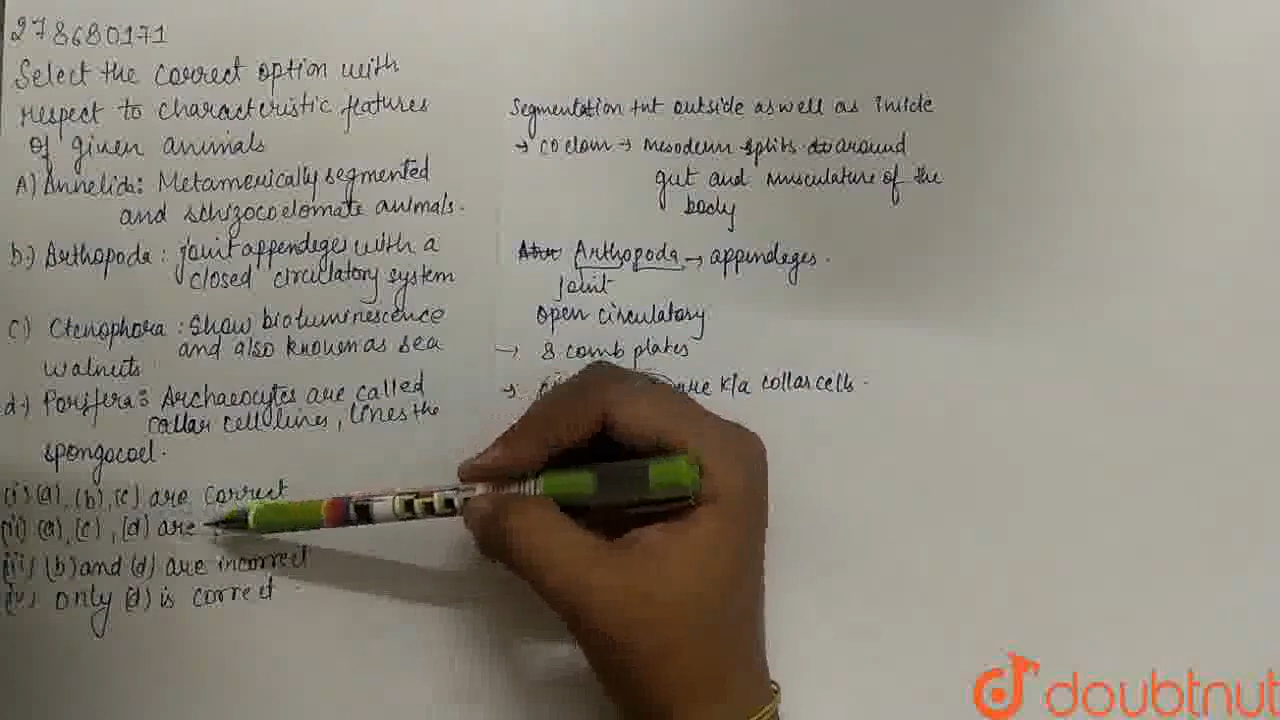 278680171
Select the correct option with
respect to characteristic features
of given animals
A) Annelida: Metamerically segmented
and schizocoelomate animals.
b.) Arthopoda: joint appendeges with a
closed circulatory system
c) Ctenophora: Show bioluminescence
and also known as sea
walnuts
d.) Porifera: Archaeocytes are called
collar cell lines, lines the
spongocoel.
(i) (a), (b), (c) are correct
(ii) (a), (c), (d) are
(iii) (b) and (d) are incorrect
(iv) only (d) is correct
Segmentation tnt outside as well as inside
→ coelom → Mesoderm splits around
gut and musculature of the
body
Arthopoda → appendeges.
joint
open circulatory
→ 8 comb plates
→ are k/a collar cells.
doubtnut